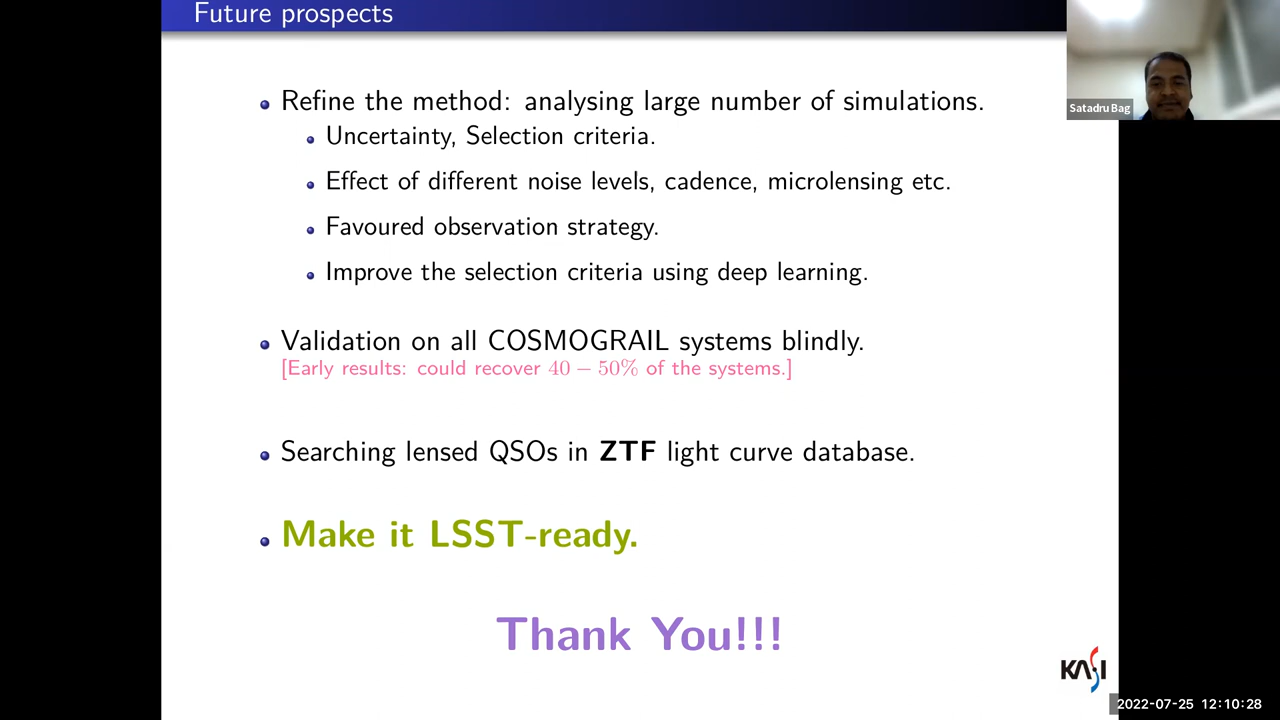 Future prospects
Satadru Bag
Refine the method: analysing large number of simulations.
Uncertainty, Selection criteria.
Effect of different noise levels, cadence, microlensing etc.
Favoured observation strategy.
Improve the selection criteria using deep learning.
Validation on all COSMOGRAIL systems blindly.
[Early results: could recover 40 − 50% of the systems.]
Searching lensed QSOs in ZTF light curve database.
Make it LSST-ready.
Thank You!!!
KASI
2022-07-25 12:10:28